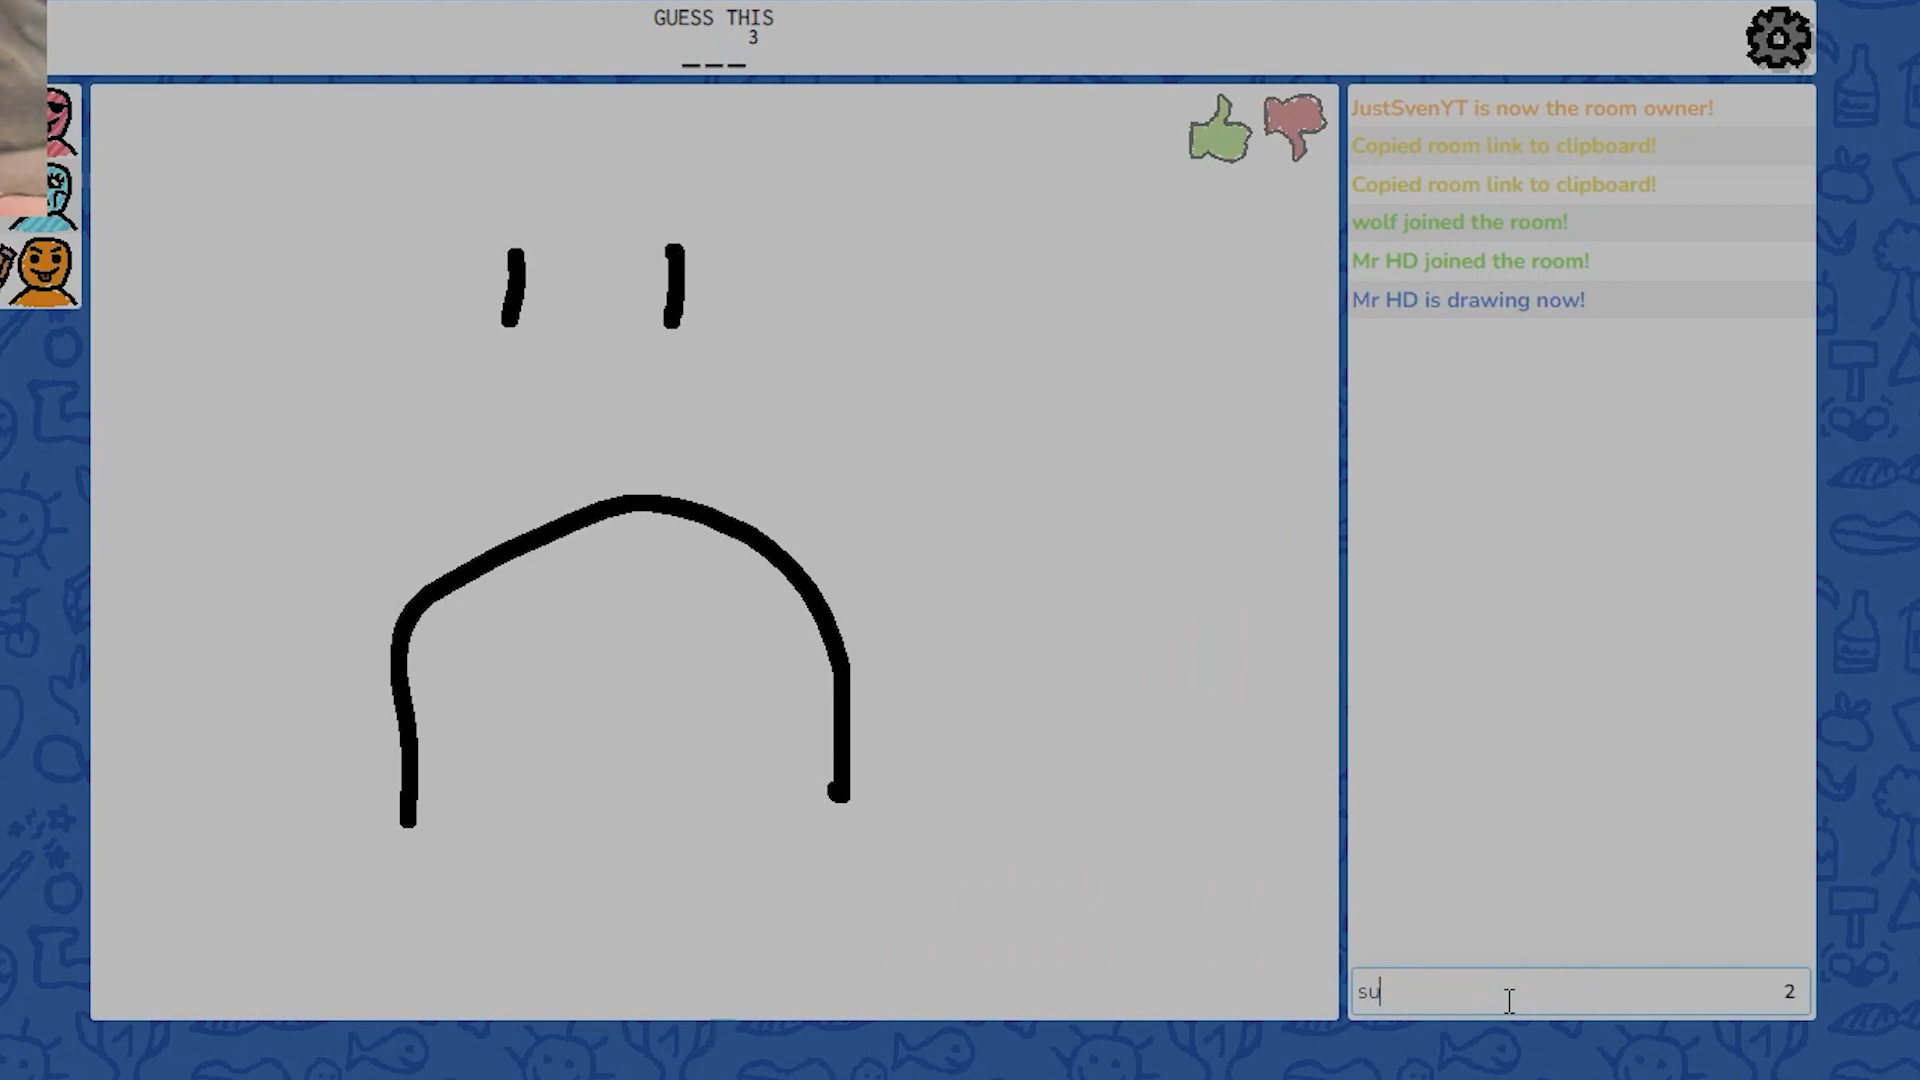 GUESS THIS
3
___
JustSvenYT is now the room owner!
Copied room link to clipboard!
Copied room link to clipboard!
wolf joined the room!
Mr HD joined the room!
Mr HD is drawing now!
su
2